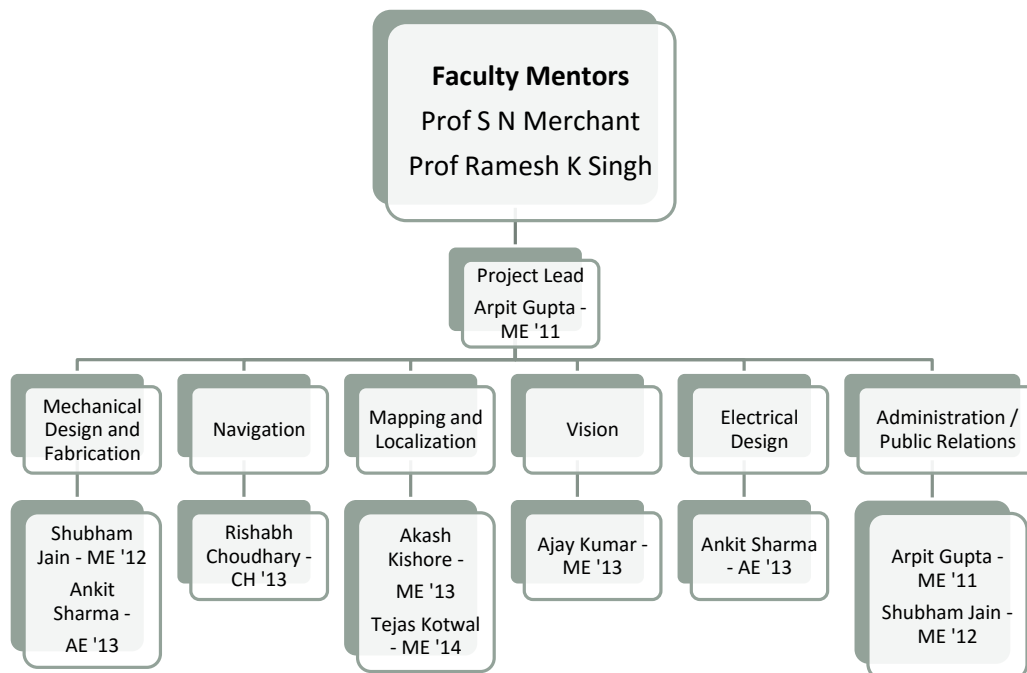 Faculty Mentors
Prof S N Merchant
Prof Ramesh K Singh
Project Lead
Arpit Gupta -
ME '11
Mechanical
Design and
Fabrication
Navigation
Mapping and
Localization
Vision
Electrical
Design
Administration /
Public Relations
Shubham
Jain - ME '12
Ankit
Sharma -
AE '13
Rishabh
Choudhary -
CH '13
Akash
Kishore -
ME '13
Tejas Kotwal
- ME '14
Ajay Kumar -
ME '13
Ankit Sharma
- AE '13
Arpit Gupta -
ME '11
Shubham Jain -
ME '12